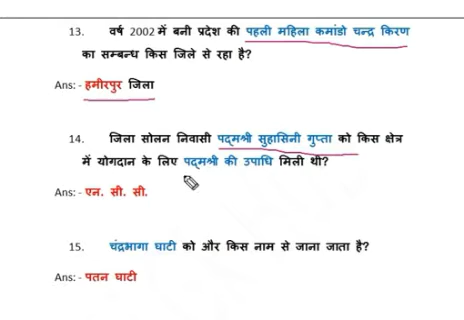 13. वर्ष 2002 में बनी प्रदेश की पहली महिला कमांडो चन्द्र किरण
का सम्बन्ध किस जिले से रहा है?
Ans: - हमीरपुर जिला
14. जिला सोलन निवासी पद्मश्री सुहासिनी गुप्ता को किस क्षेत्र
में योगदान के लिए पद्मश्री की उपाधि मिली थी?
Ans: - एन. सी. सी.
15. चंद्रभागा घाटी को और किस नाम से जाना जाता है?
Ans: - पतन घाटी